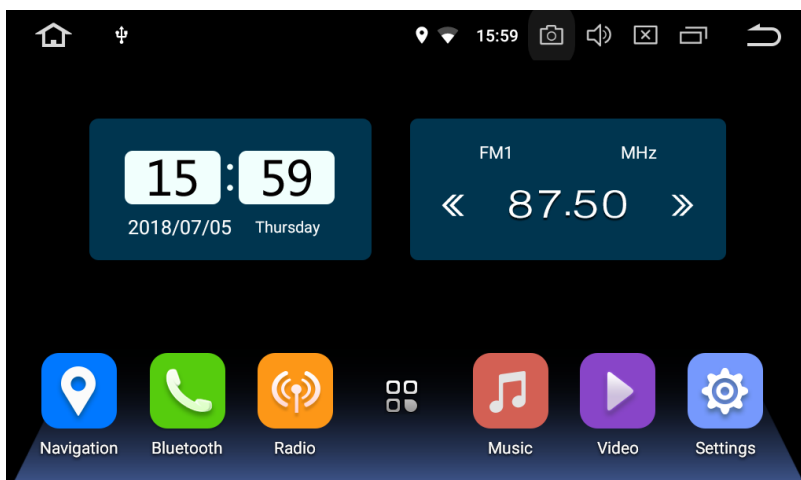 15:59
15:59
2018/07/05 Thursday
FM1 MHz
87.50
Navigation Bluetooth Radio Music Video Settings